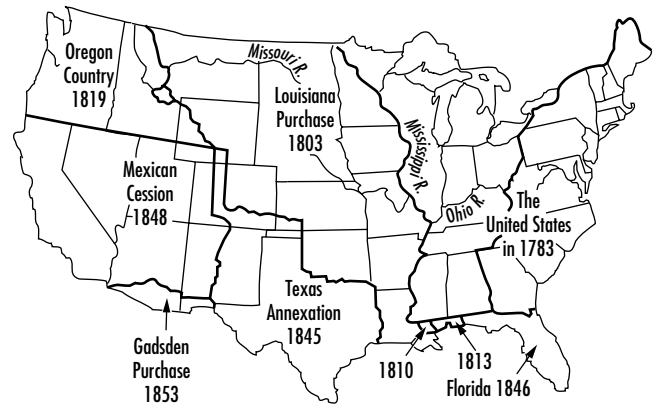 Oregon
Country
1819
Missouri R.
Louisiana
Purchase
1803
Mississippi R.
Mexican
Cession
1848
Ohio R.
The
United States
in 1783
Texas
Annexation
1845
Gadsden
Purchase
1853
1810
1813
Florida 1846